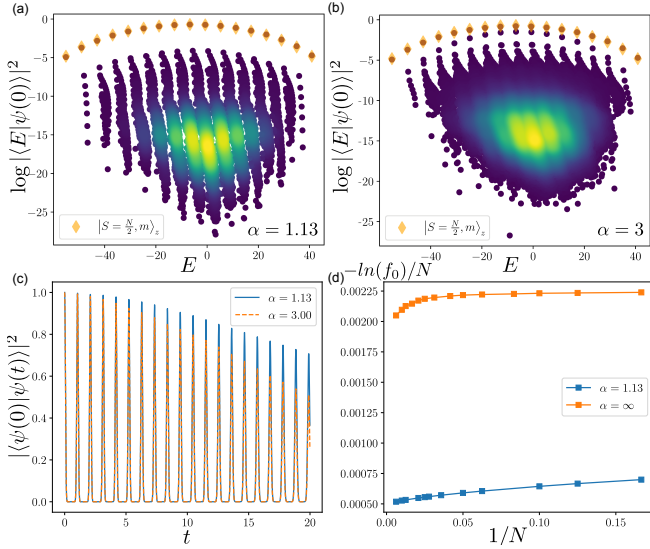 (a)
log|⟨E|ψ(0)⟩|²
0
−5
−10
−15
−20
−25
|S = N/2, m⟩_z
α = 1.13
−60 −40 −20 0 20 40
E
(b)
log|⟨E|ψ(0)⟩|²
0
−5
−10
−15
−20
−25
|S = N/2, m⟩_z
α = 3
−40 −20 0 20 40
E
(c)
|⟨ψ(0)|ψ(t)⟩|²
1.0
0.8
0.6
0.4
0.2
0.0
α = 1.13
α = 3.00
0 5 10 15 20
t
(d)
−ln(f₀)/N
0.00225
0.00200
0.00175
0.00150
0.00125
0.00100
0.00075
0.00050
α = 1.13
α = ∞
0.00 0.05 0.10 0.15
1/N